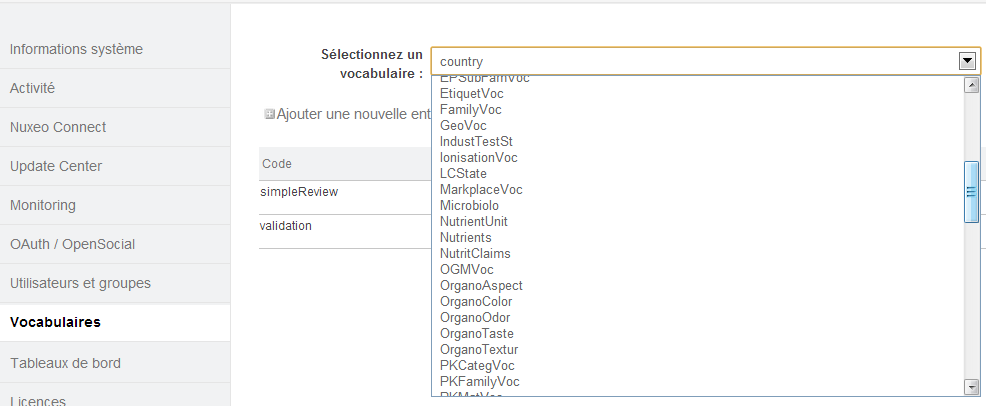 Informations système
Activité
Nuxeo Connect
Update Center
Monitoring
OAuth / OpenSocial
Utilisateurs et groupes
Vocabulaires
Tableaux de bord
Licences
Sélectionnez un
vocabulaire :
country
EPSubFamVoc
EtiquetVoc
FamilyVoc
GeoVoc
IndustTestSt
IonisationVoc
LCState
MarkplaceVoc
Microbiolo
NutrientUnit
Nutrients
NutritClaims
OGMVoc
OrganoAspect
OrganoColor
OrganoOdor
OrganoTaste
OrganoTextur
PKCategVoc
PKFamilyVoc
PKMatVoc
Ajouter une nouvelle ent
Code
simpleReview
validation